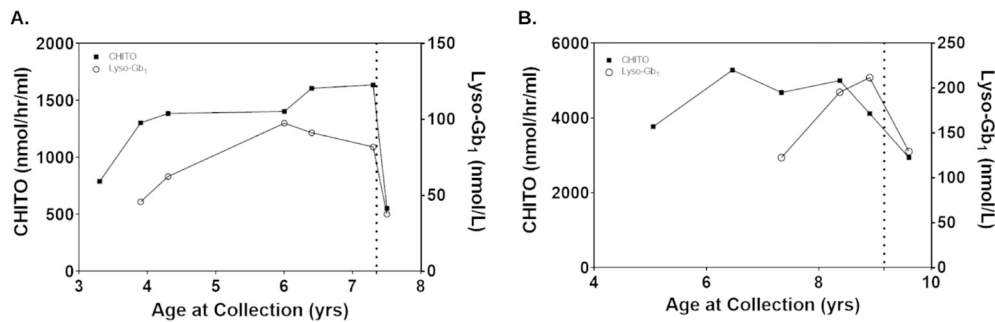 A.
2000
1500
1000
500
0
CHITO (nmol/hr/ml)
CHITO
Lyso-Gb1
150
100
50
0
Lyso-Gb1 (nmol/L)
3 4 5 6 7 8
Age at Collection (yrs)
B.
6000
4000
2000
0
CHITO (nmol/hr/ml)
CHITO
Lyso-Gb1
250
200
150
100
50
0
Lyso-Gb1 (nmol/L)
4 6 8 10
Age at Collection (yrs)